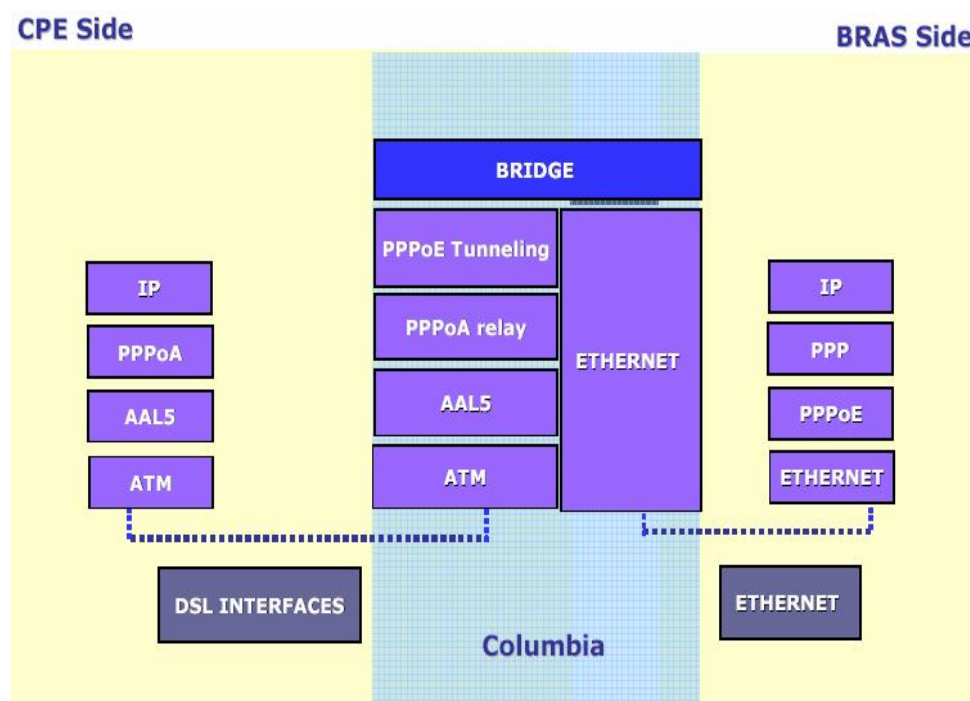 CPE Side
BRAS Side
BRIDGE
PPPoE Tunneling
PPPoA relay
AAL5
ATM
ETHERNET
IP
PPPoA
AAL5
ATM
IP
PPP
PPPoE
ETHERNET
DSL INTERFACES
ETHERNET
Columbia